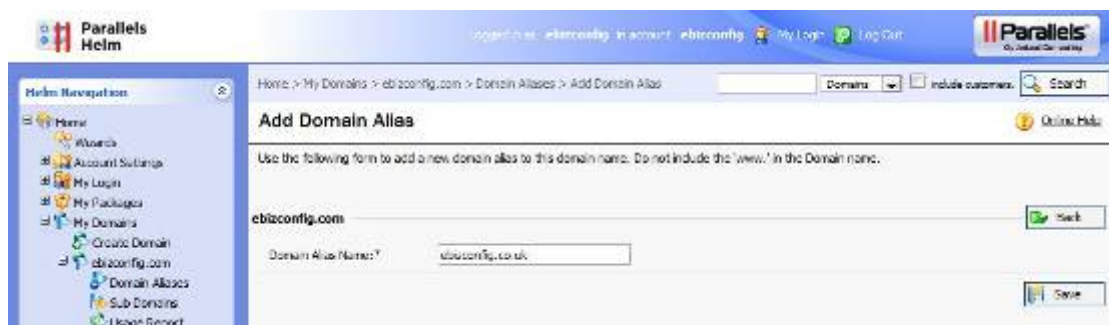 Parallels
Helm
Logged in as ebizconfig in account ebizconfig My Login Log Out
Parallels
Helm Navigation
Home > My Domains > ebizconfig.com > Domain Aliases > Add Domain Alias
Domains
include customers.
Search
Home
Wizards
Account Settings
My Login
My Packages
My Domains
Create Domain
ebizconfig.com
Domain Aliases
Sub Domains
Usage Report
Add Domain Alias
Online Help
Use the following form to add a new domain alias to this domain name. Do not include the 'www.' in the Domain name.
ebizconfig.com
Back
Domain Alias Name:*
ebizconfig.co.uk
Save